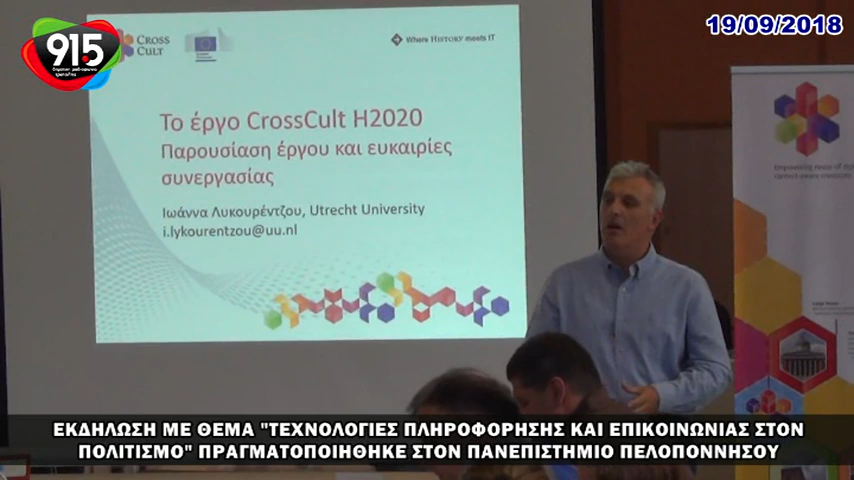 91.5
CROSS
CULT
Where HISTORY meets IT
19/09/2018
Το έργο CrossCult H2020
Παρουσίαση έργου και ευκαιρίες
συνεργασίας
Ιωάννα Λυκουρέντζου, Utrecht University
i.lykourentzou@uu.nl
ΕΚΔΗΛΩΣΗ ΜΕ ΘΕΜΑ "ΤΕΧΝΟΛΟΓΙΕΣ ΠΛΗΡΟΦΟΡΗΣΗΣ ΚΑΙ ΕΠΙΚΟΙΝΩΝΙΑΣ ΣΤΟΝ
ΠΟΛΙΤΙΣΜΟ" ΠΡΑΓΜΑΤΟΠΟΙΗΘΗΚΕ ΣΤΟΝ ΠΑΝΕΠΙΣΤΗΜΙΟ ΠΕΛΟΠΟΝΝΗΣΟΥ